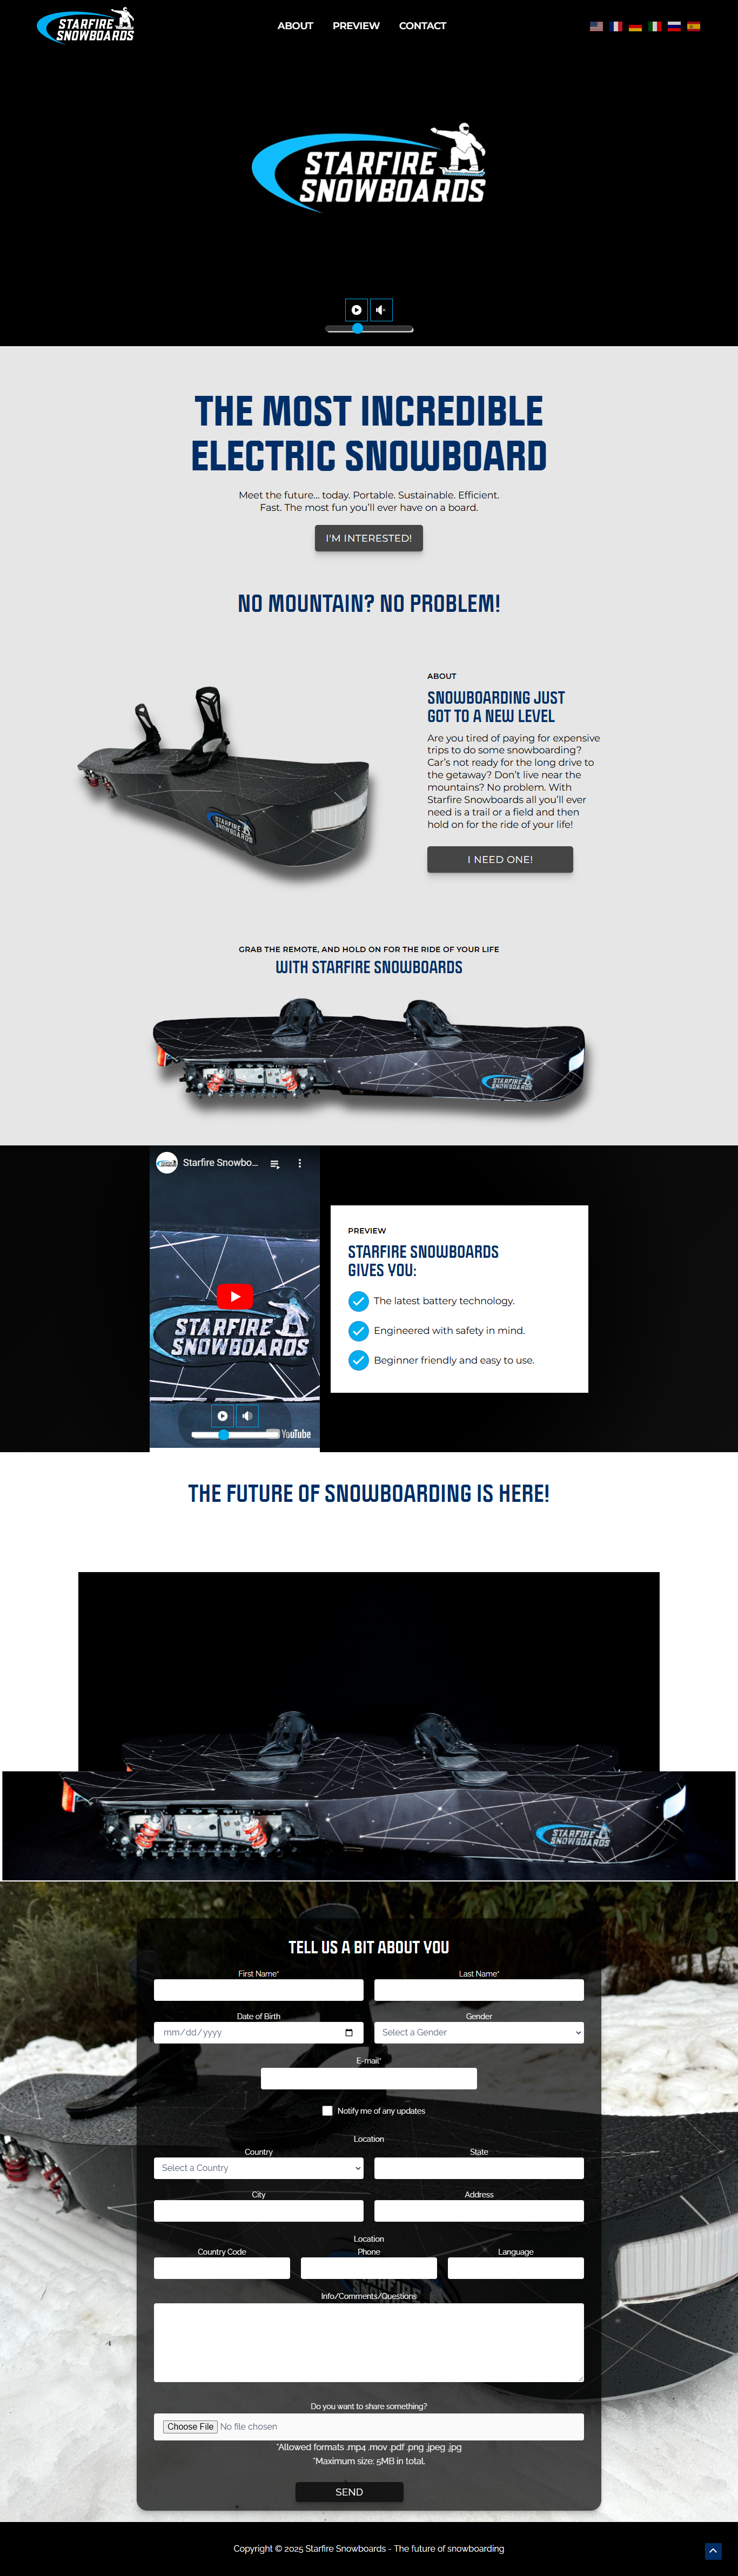 STARFIRE
SNOWBOARDS
ABOUT PREVIEW CONTACT
STARFIRE
SNOWBOARDS
THE MOST INCREDIBLE
ELECTRIC SNOWBOARD
Meet the future... today. Portable. Sustainable. Efficient.
Fast. The most fun you'll ever have on a board.
I'M INTERESTED!
NO MOUNTAIN? NO PROBLEM!
ABOUT
SNOWBOARDING JUST
GOT TO A NEW LEVEL
Are you tired of paying for expensive
trips to do some snowboarding?
Car's not ready for the long drive to
the getaway? Don't live near the
mountains? No problem. With
Starfire Snowboards all you'll ever
need is a trail or a field and then
hold on for the ride of your life!
I NEED ONE!
STARFIRE
SNOWBOARDS
GRAB THE REMOTE, AND HOLD ON FOR THE RIDE OF YOUR LIFE
WITH STARFIRE SNOWBOARDS
STARFIRE
SNOWBOARDS
Starfire Snowbo...
STARFIRE
SNOWBOARDS
YouTube
PREVIEW
STARFIRE SNOWBOARDS
GIVES YOU:
The latest battery technology.
Engineered with safety in mind.
Beginner friendly and easy to use.
THE FUTURE OF SNOWBOARDING IS HERE!
STARFIRE
SNOWBOARDS
TELL US A BIT ABOUT YOU
First Name* Last Name*
Date of Birth Gender
mm/dd/yyyy Select a Gender
E-mail*
Notify me of any updates
Location
Country State
Select a Country
City Address
Location
Country Code Phone Language
Info/Comments/Questions
Do you want to share something?
Choose File No file chosen
*Allowed formats .mp4 .mov .pdf .png .jpeg .jpg
*Maximum size: 5MB in total.
SEND
Copyright © 2025 Starfire Snowboards - The future of snowboarding